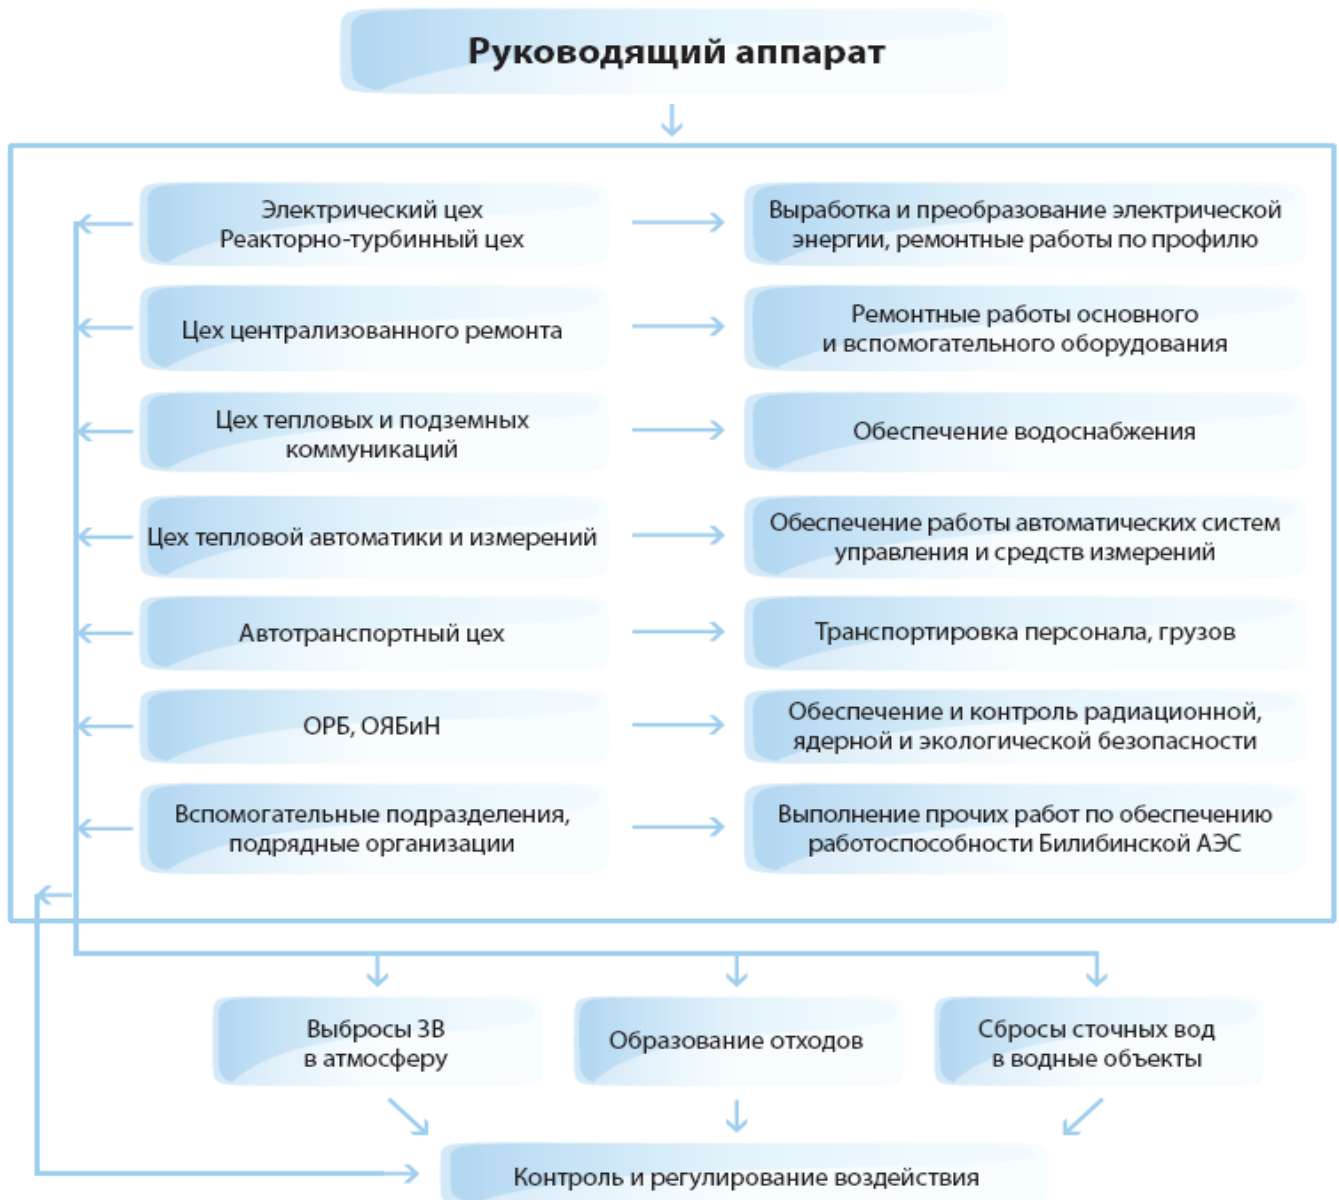 Руководящий аппарат
Электрический цех
Реакторно-турбинный цех
Выработка и преобразование электрической
энергии, ремонтные работы по профилю
Цех централизованного ремонта
Ремонтные работы основного
и вспомогательного оборудования
Цех тепловых и подземных
коммуникаций
Обеспечение водоснабжения
Цех тепловой автоматики и измерений
Обеспечение работы автоматических систем
управления и средств измерений
Автотранспортный цех
Транспортировка персонала, грузов
ОРБ, ОЯБиН
Обеспечение и контроль радиационной,
ядерной и экологической безопасности
Вспомогательные подразделения,
подрядные организации
Выполнение прочих работ по обеспечению
работоспособности Билибинской АЭС
Выбросы ЗВ
в атмосферу
Образование отходов
Сбросы сточных вод
в водные объекты
Контроль и регулирование воздействия